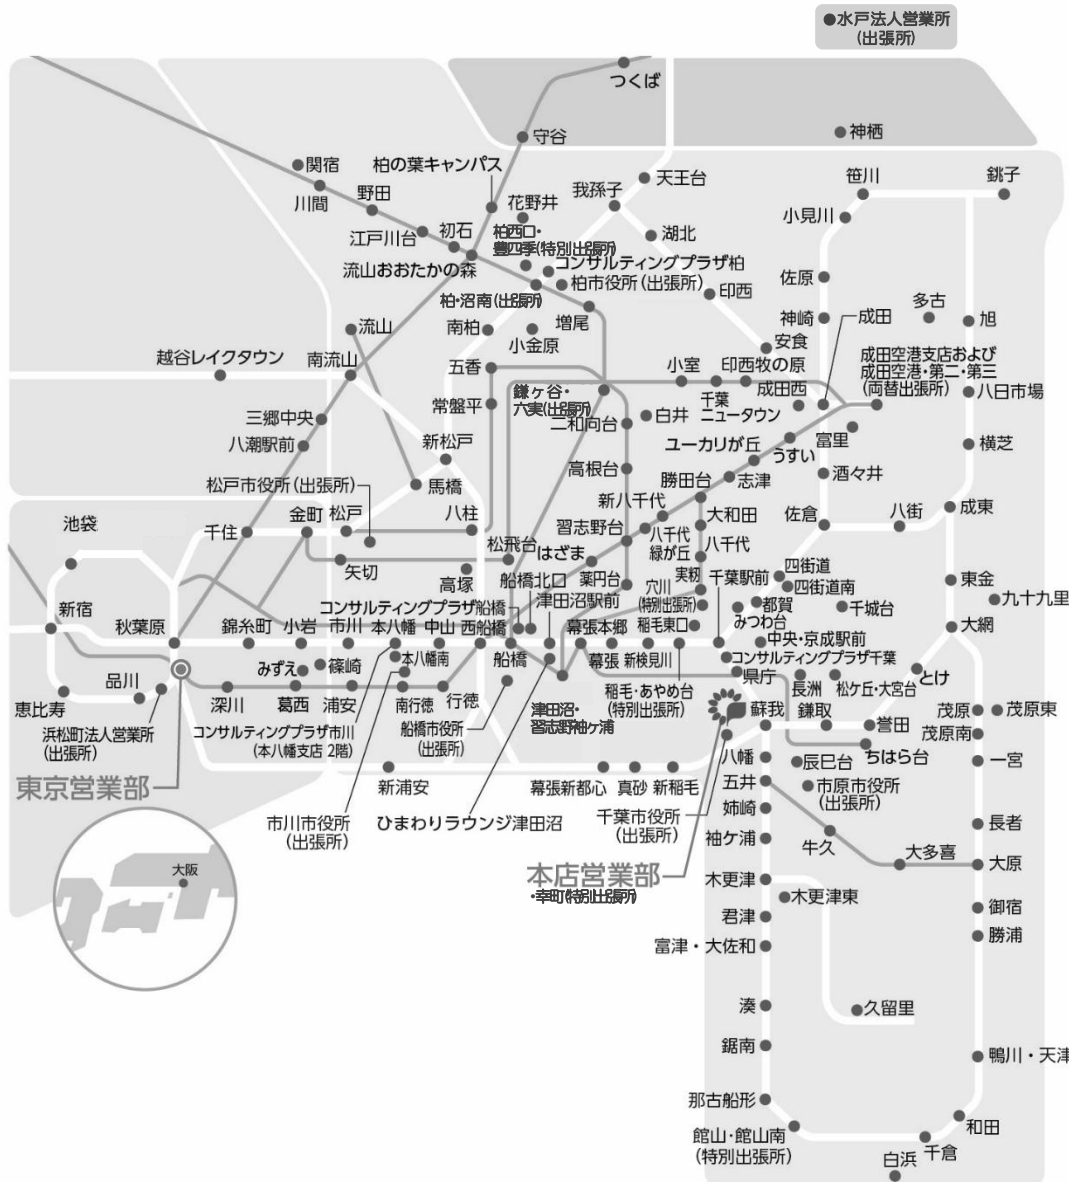 ●水戸法人営業所
(出張所)
つくば
守谷
神栖
関宿
柏の葉キャンパス
川間
野田
花野井
我孫子
天王台
笹川
銚子
江戸川台
初石
柏西口・
豊四季(特別出張所)
湖北
小見川
流山おおたかの森
コンサルティングプラザ柏
柏市役所(出張所)
印西
佐原
柏・沼南(出張所)
増尾
神崎
成田
多古
旭
流山
南柏
小金原
安食
越谷レイクタウン
南流山
五香
小室
印西牧の原
成田空港支店および
成田空港・第二・第三
(両替出張所)
鎌ヶ谷・
六実(出張所)
千葉
ニュータウン
成田西
八日市場
常盤平
三郷中央
二和向台
白井
八潮駅前
新松戸
ユーカリが丘
うすい
富里
横芝
高根台
志津
酒々井
松戸市役所(出張所)
馬橋
勝田台
新八千代
池袋
千住
金町
松戸
八柱
習志野台
大和田
佐倉
八街
成東
八千代
緑が丘
八千代
松飛台
はざま
矢切
高塚
船橋北口
薬円台
実籾
千葉駅前
四街道
四街道南
東金
津田沼駅前
穴川
(特別出張所)
都賀
千城台
九十九里
新宿
コンサルティングプラザ船橋
みつわ台
稲毛東口
秋葉原
錦糸町
小岩
市川
本八幡
中山
西船橋
船橋
幕張本郷
幕張
新検見川
中央・京成駅前
大網
みずえ
篠崎
本八幡南
コンサルティングプラザ千葉
稲毛・あやめ台
(特別出張所)
県庁
長洲
松ケ丘・大宮台
とけ
品川
恵比寿
浜松町法人営業所
(出張所)
深川
葛西
浦安
南行徳
行徳
コンサルティングプラザ市川
(本八幡支店 2階)
船橋市役所
(出張所)
津田沼・
習志野袖ヶ浦
蘇我
鎌取
誉田
茂原
茂原東
茂原南
ちはら台
東京営業部
新浦安
幕張新都心
真砂
新稲毛
八幡
辰巳台
一宮
五井
市原市役所
(出張所)
市川市役所
(出張所)
ひまわりラウンジ津田沼
千葉市役所
(出張所)
姉崎
牛久
長者
袖ケ浦
大多喜
大原
大阪
本店営業部
・幸町(特別出張所)
木更津
木更津東
御宿
君津
勝浦
富津・大佐和
湊
久留里
鋸南
鴨川・天津
那古船形
館山・館山南
(特別出張所)
和田
千倉
白浜